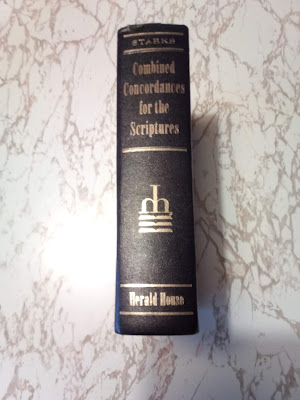 STARKS
Combined
Concordances
for the
Scriptures
Herald House